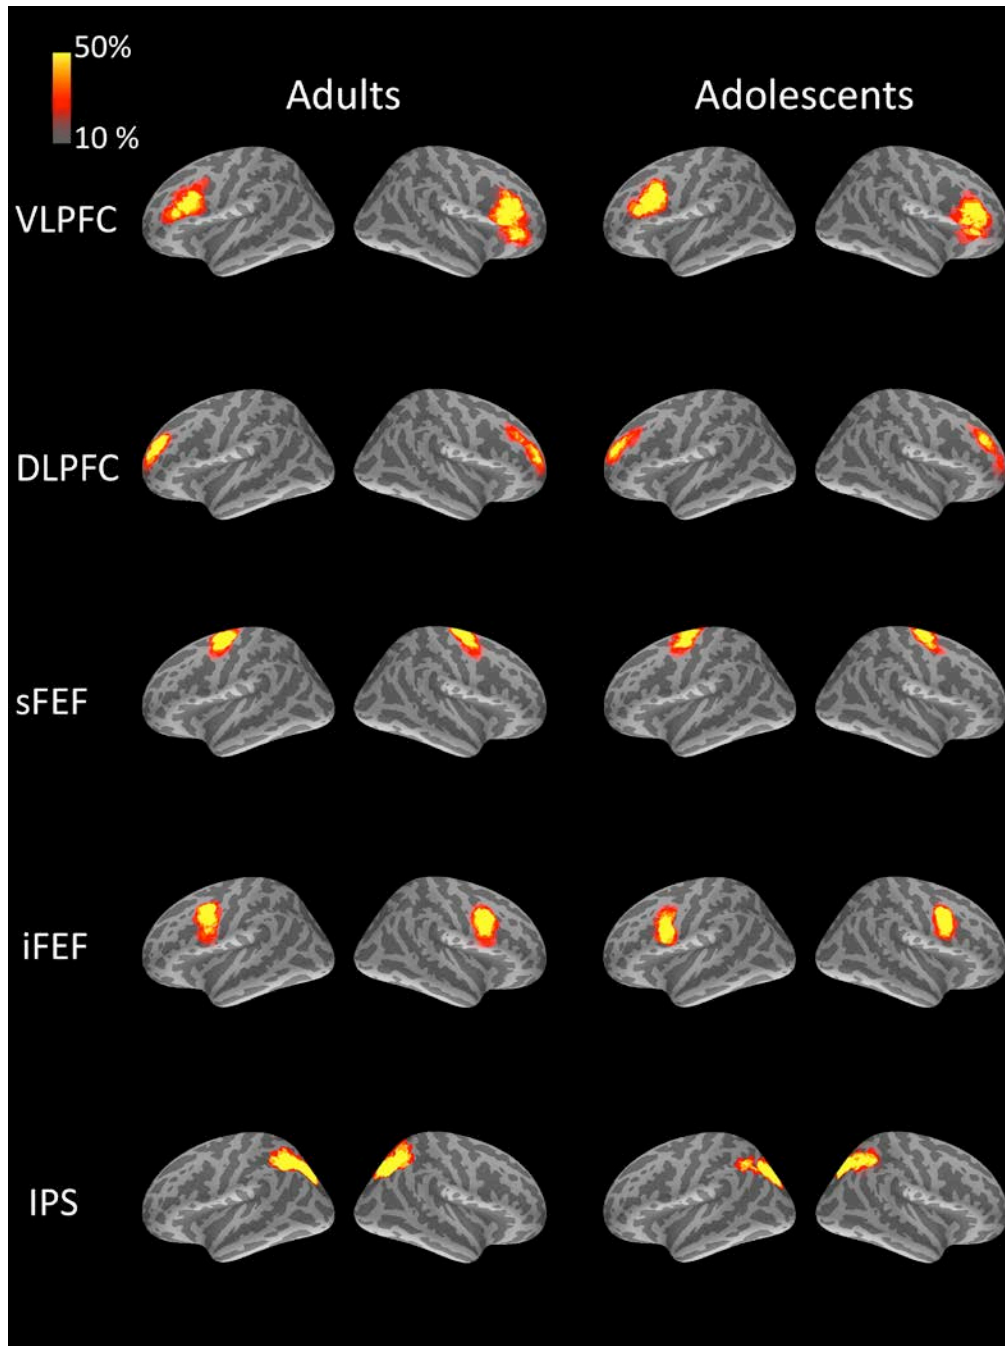 50%
10 %
Adults Adolescents
VLPFC
DLPFC
sFEF
iFEF
IPS